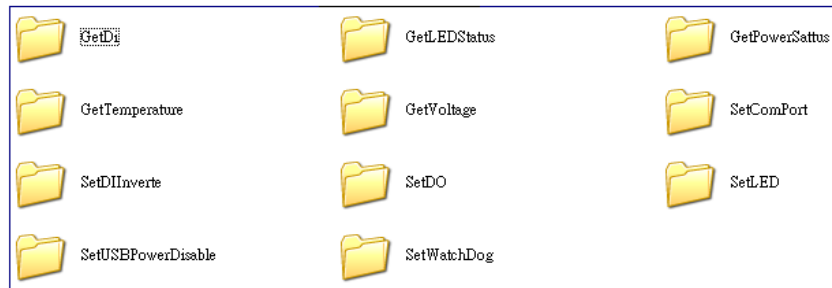 GetDi
GetLEDStatus
GetPowerSattus
GetTemperature
GetVoltage
SetComPort
SetDIInverte
SetDO
SetLED
SetUSBPowerDisable
SetWatchDog